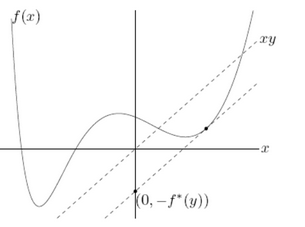 f(x)
xy
x
(0, −f*(y))